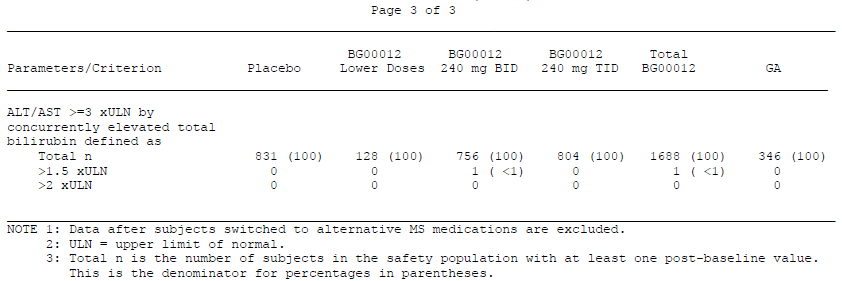 Page 3 of 3
BG00012 BG00012 BG00012 Total
Parameters/Criterion Placebo Lower Doses 240 mg BID 240 mg TID BG00012 GA
ALT/AST >=3 xULN by
concurrently elevated total
bilirubin defined as
Total n 831 (100) 128 (100) 756 (100) 804 (100) 1688 (100) 346 (100)
>1.5 xULN 0 0 1 ( <1) 0 1 ( <1) 0
>2 xULN 0 0 0 0 0 0
NOTE 1: Data after subjects switched to alternative MS medications are excluded.
2: ULN = upper limit of normal.
3: Total n is the number of subjects in the safety population with at least one post-baseline value.
This is the denominator for percentages in parentheses.